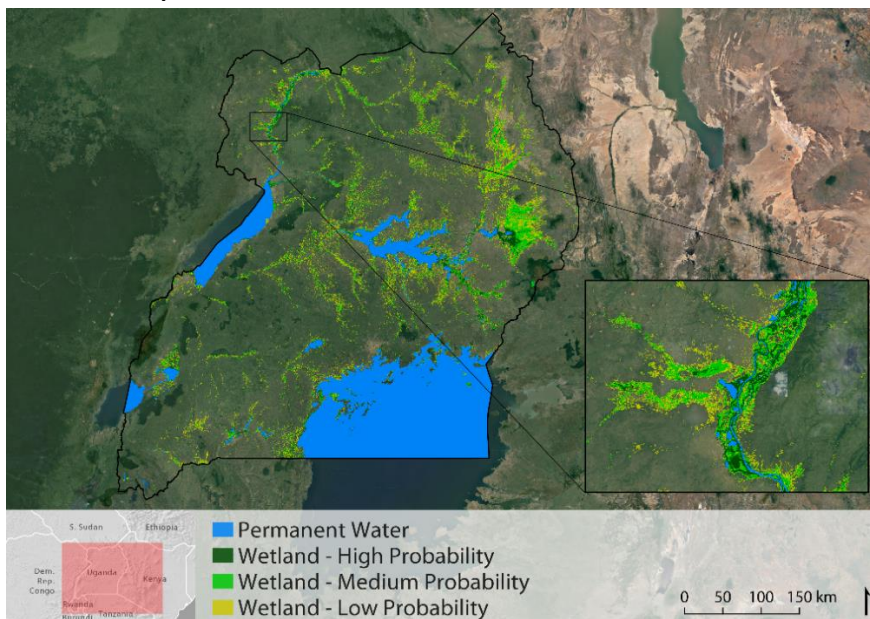 S. Sudan
Ethiopia
Dem.
Rep.
Congo
Uganda
Kenya
Rwanda
Burundi
Tanzania
Permanent Water
Wetland - High Probability
Wetland - Medium Probability
Wetland - Low Probability
0 50 100 150 km